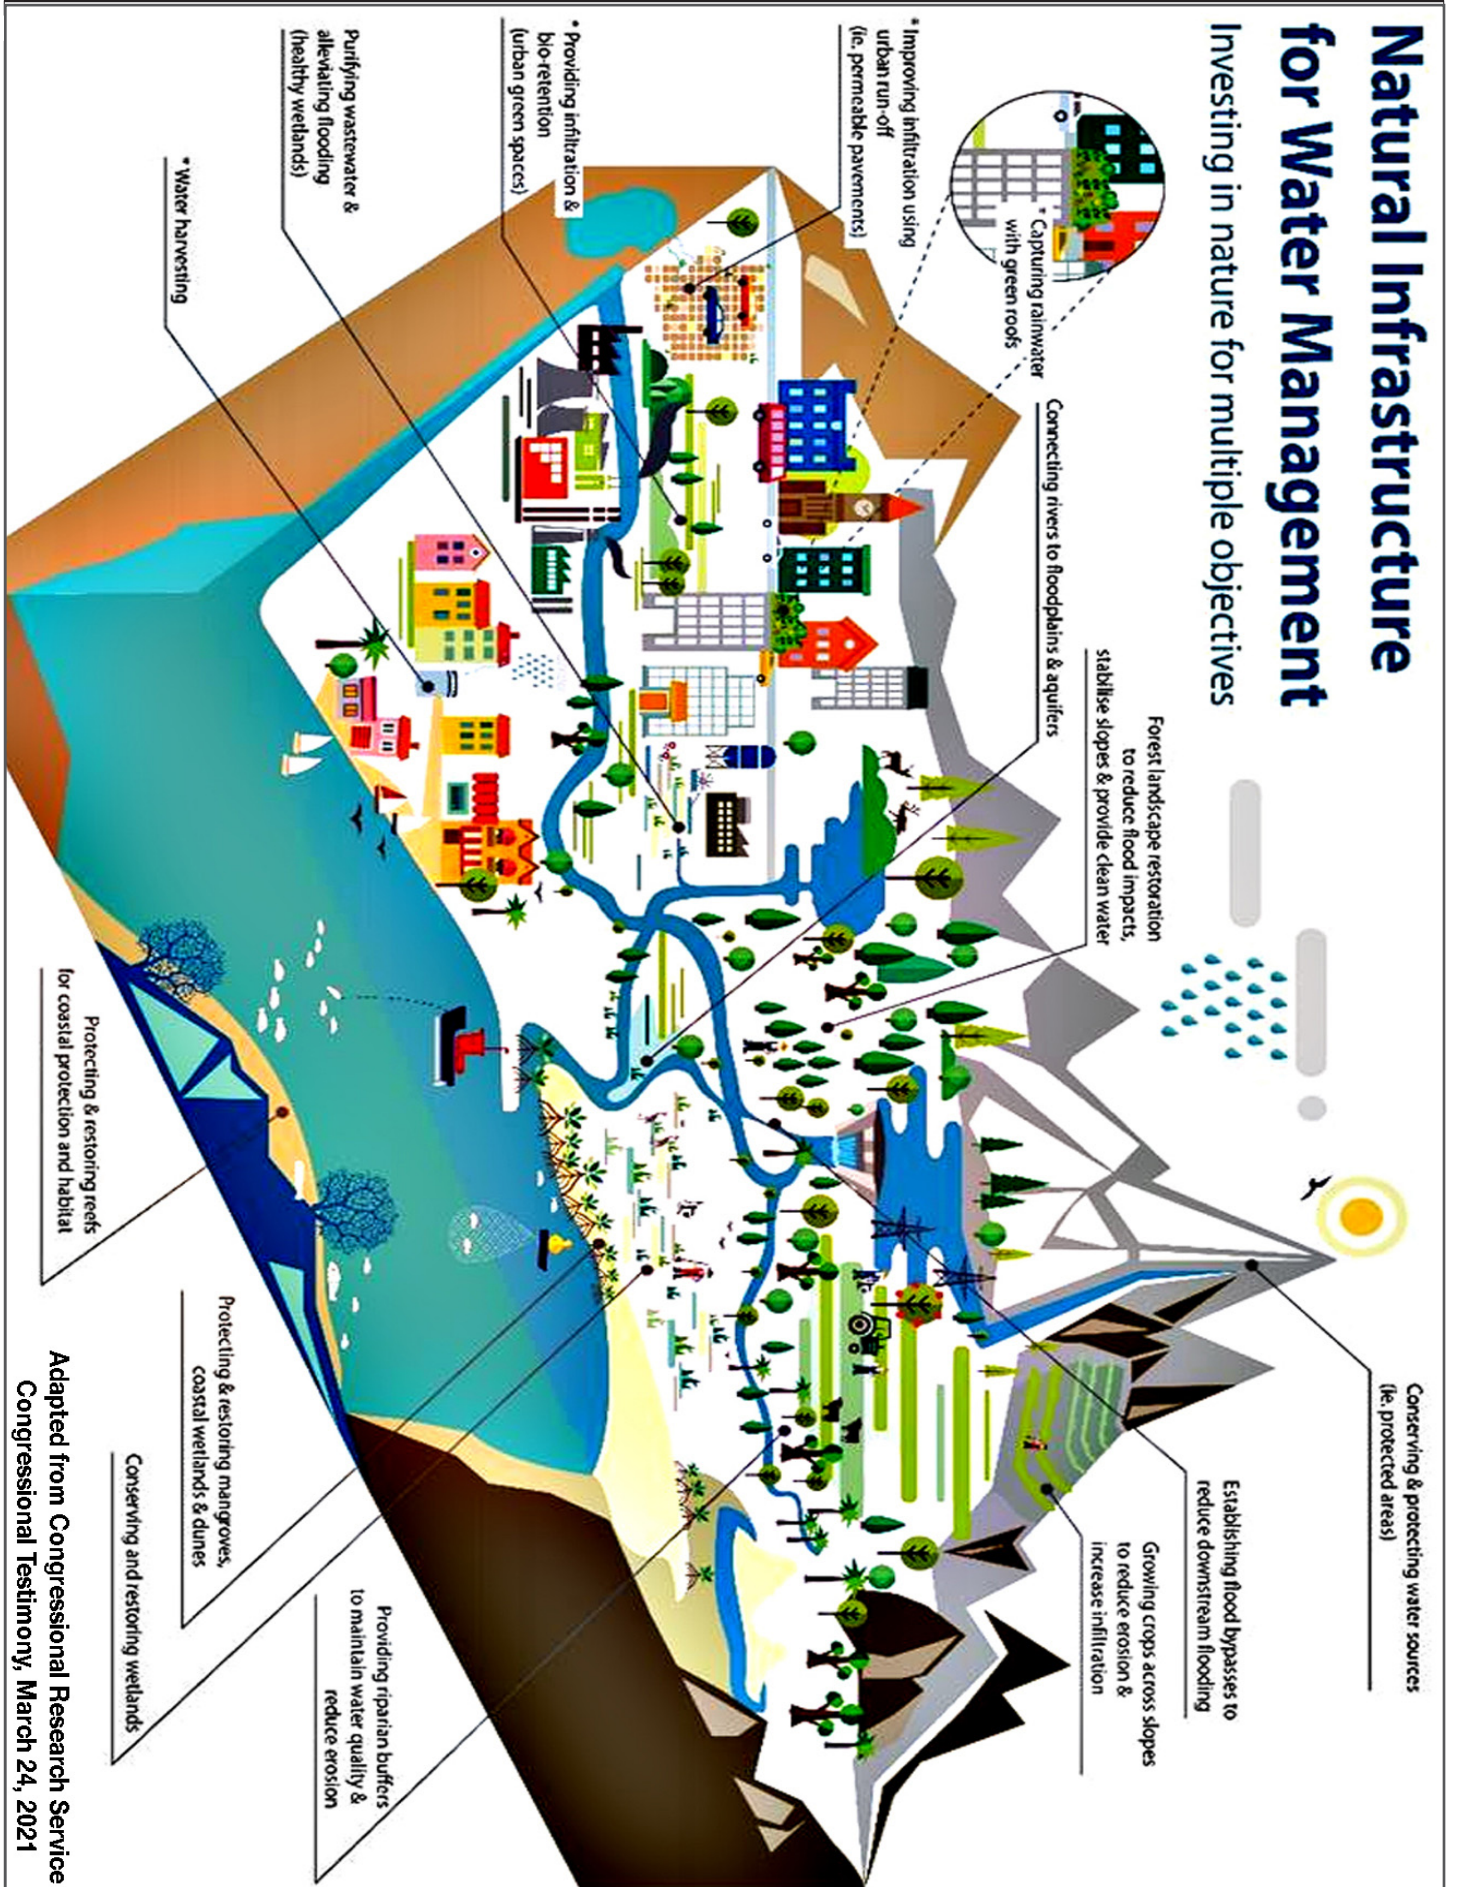 Natural Infrastructure
for Water Management
Investing in nature for multiple objectives
* Capturing rainwater
with green roofs
* Improving infiltration using
urban run-off
(ie. permeable pavements)
* Providing infiltration &
bio-retention
(urban green spaces)
Purifying wastewater &
alleviating flooding
(healthy wetlands)
* Water harvesting
Connecting rivers to floodplains & aquifers
Forest landscape restoration
to reduce flood impacts,
stabilise slopes & provide clean water
Conserving & protecting water sources
(ie. protected areas)
Establishing flood bypasses to
reduce downstream flooding
Growing crops across slopes
to reduce erosion &
increase infiltration
Providing riparian buffers
to maintain water quality &
reduce erosion
Conserving and restoring wetlands
Protecting & restoring mangroves,
coastal wetlands & dunes
Protecting & restoring reefs
for coastal protection and habitat
Adapted from Congressional Research Service
Congressional Testimony, March 24, 2021